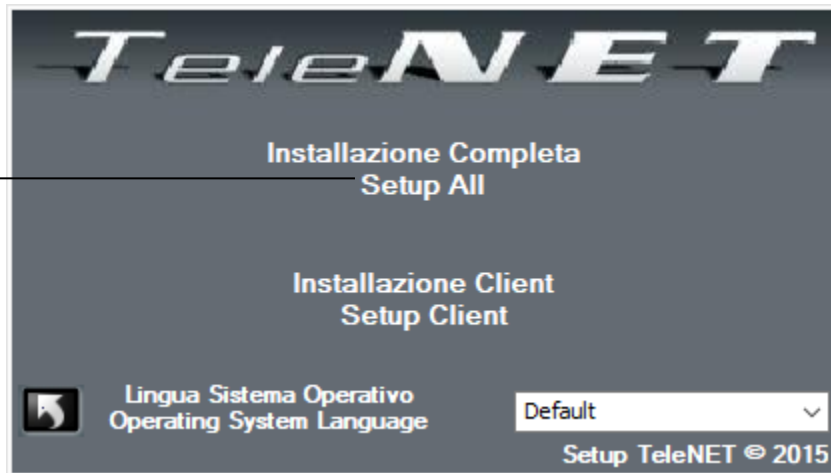 TeleNET
Installazione Completa
Setup All
Installazione Client
Setup Client
Lingua Sistema Operativo
Operating System Language
Default
Setup TeleNET © 2015